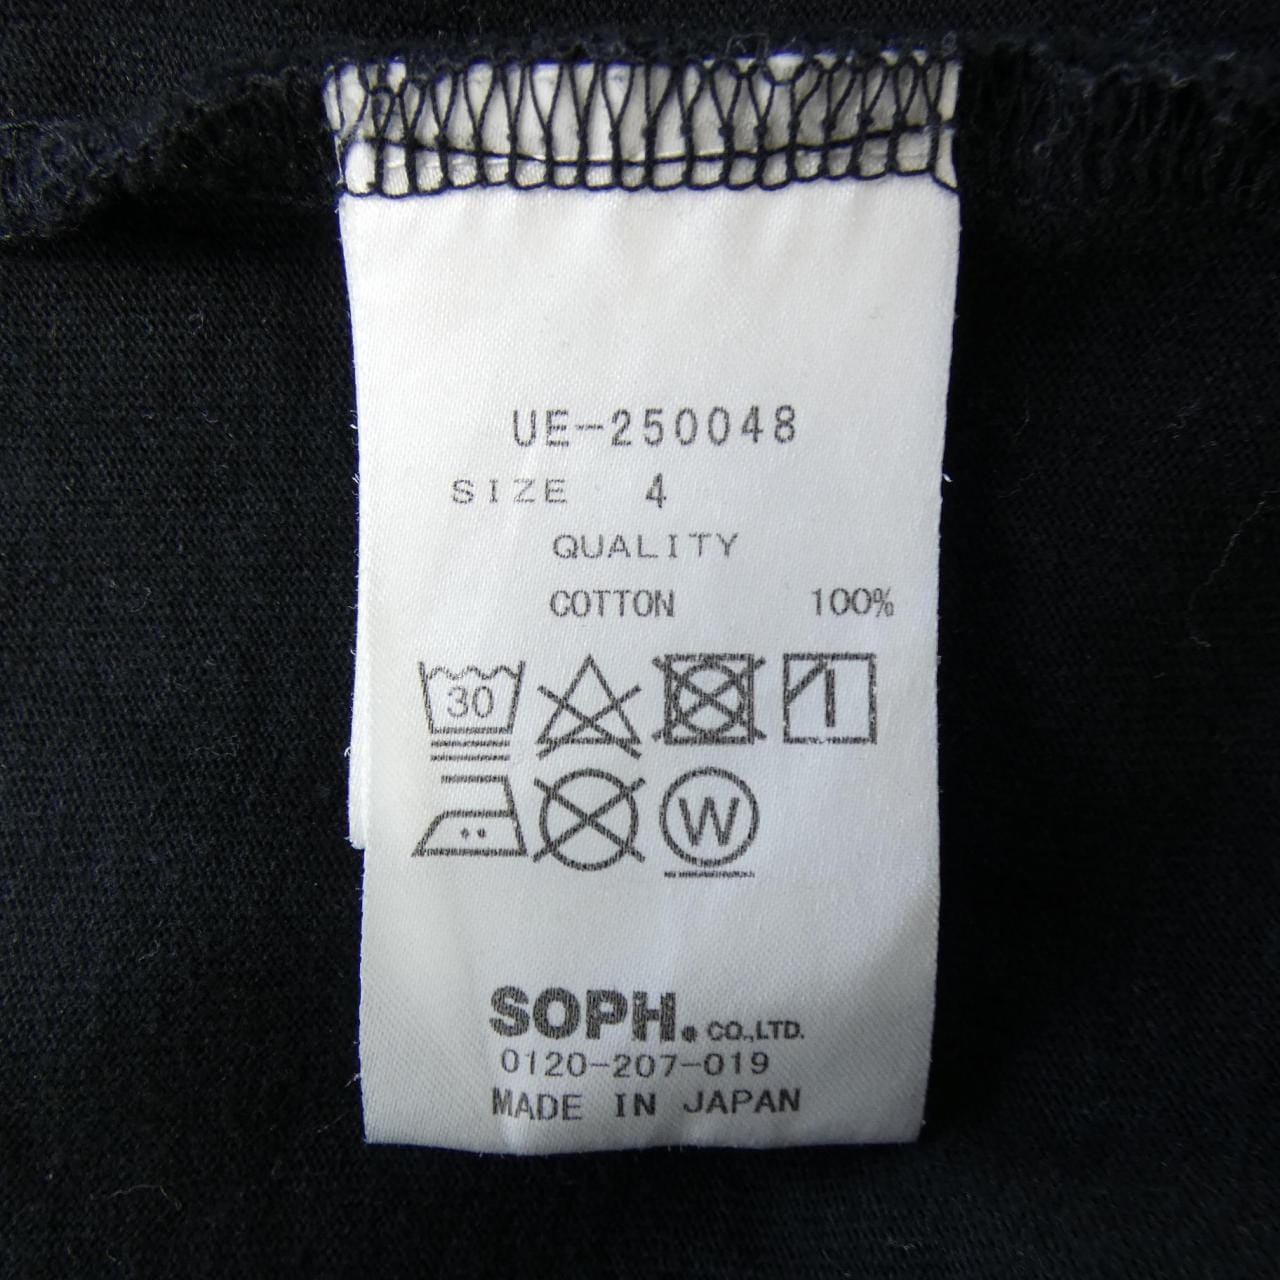 UE-250048
SIZE 4
QUALITY
COTTON 100%
30
W
SOPH. CO.,LTD.
0120-207-019
MADE IN JAPAN